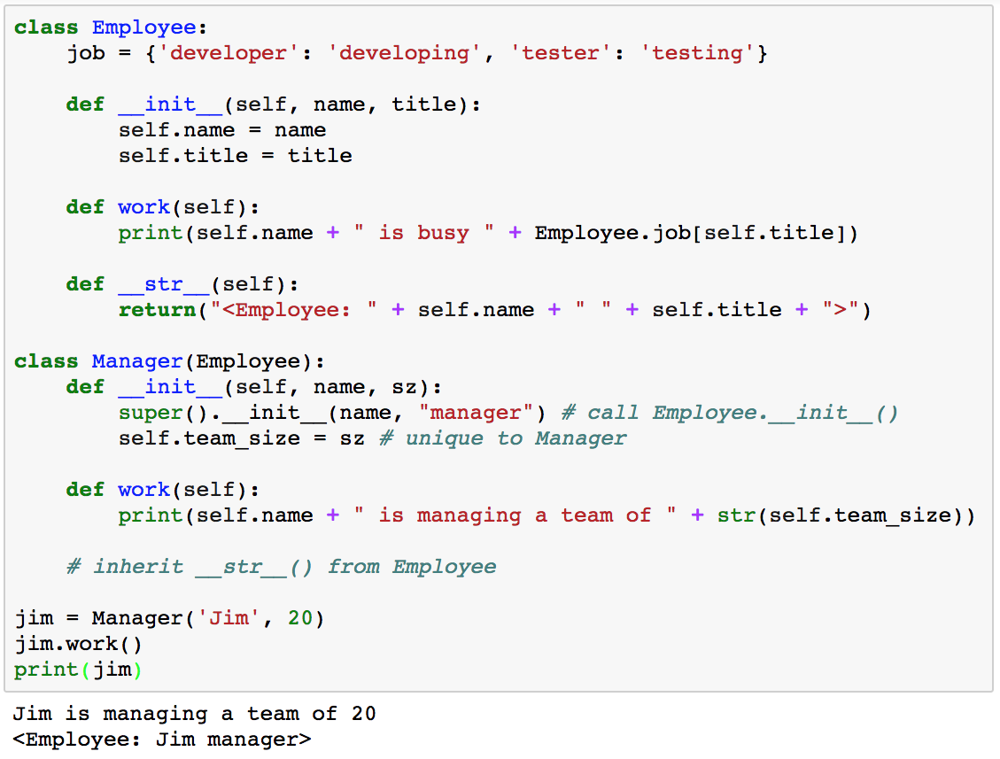 class Employee:
    job = {'developer': 'developing', 'tester': 'testing'}

    def __init__(self, name, title):
        self.name = name
        self.title = title

    def work(self):
        print(self.name + " is busy " + Employee.job[self.title])

    def __str__(self):
        return("<Employee: " + self.name + " " + self.title + ">")

class Manager(Employee):
    def __init__(self, name, sz):
        super().__init__(name, "manager") # call Employee.__init__()
        self.team_size = sz # unique to Manager

    def work(self):
        print(self.name + " is managing a team of " + str(self.team_size))

    # inherit __str__() from Employee

jim = Manager('Jim', 20)
jim.work()
print(jim)
Jim is managing a team of 20
<Employee: Jim manager>